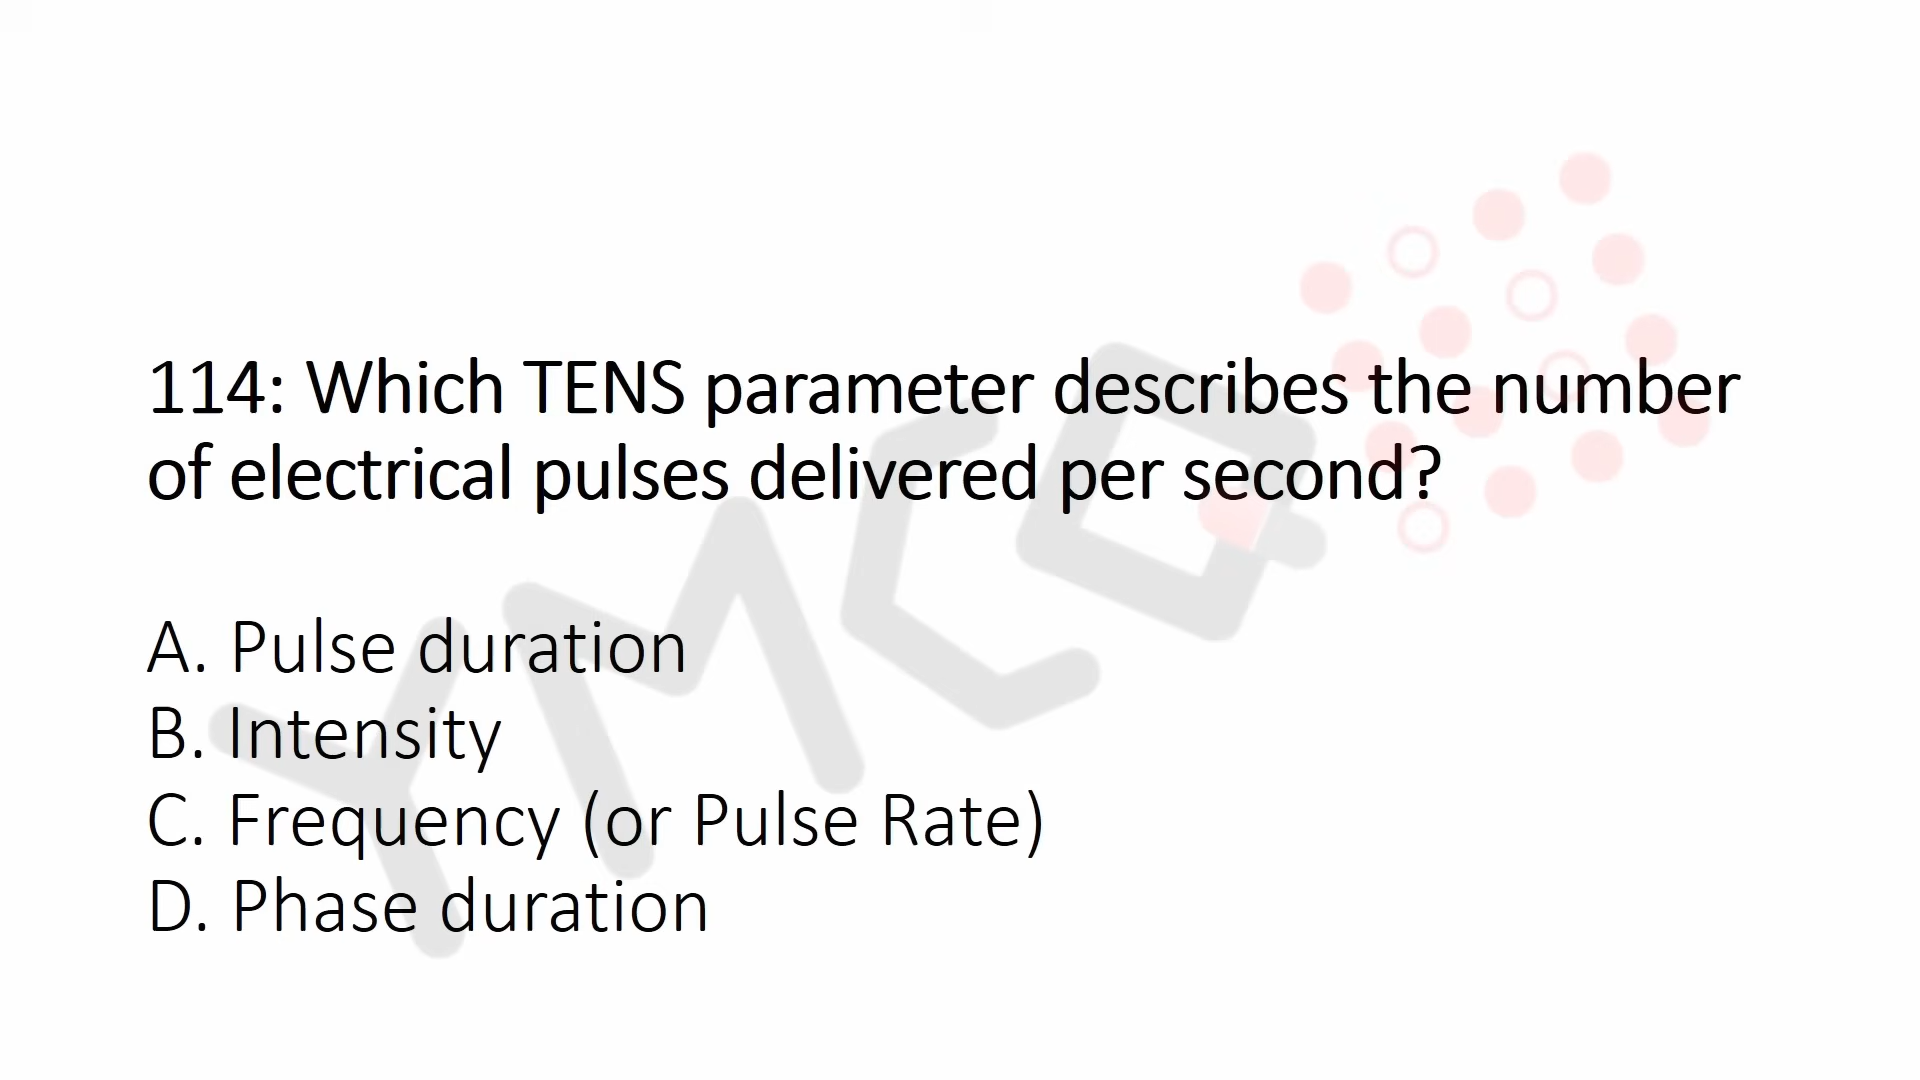 114: Which TENS parameter describes the number
of electrical pulses delivered per second?
A. Pulse duration
B. Intensity
C. Frequency (or Pulse Rate)
D. Phase duration
YMCQ